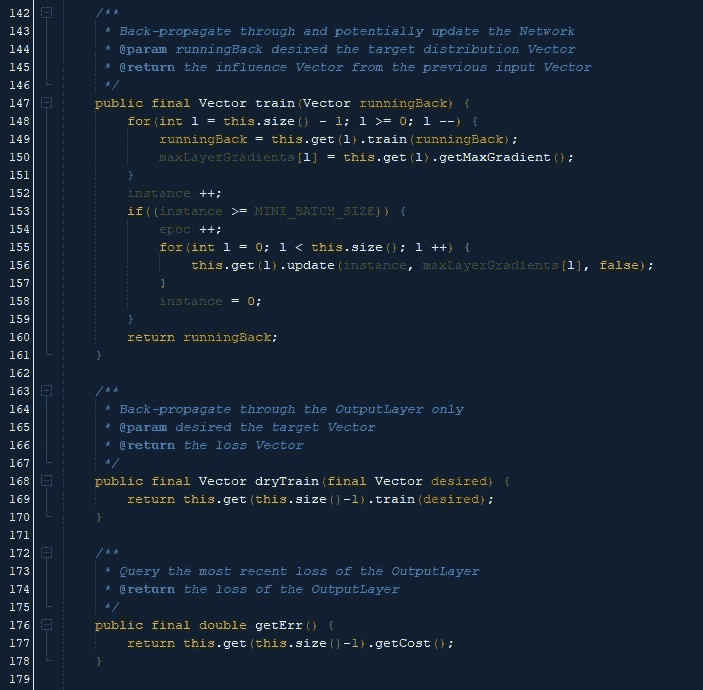 142 /**
143 * Back-propagate through and potentially update the Network
144 * @param runningBack desired the target distribution Vector
145 * @return the influence Vector from the previous input Vector
146 */
147 public final Vector train(Vector runningBack) {
148 for(int l = this.size() - 1; l >= 0; l --) {
149 runningBack = this.get(l).train(runningBack);
150 maxLayerGradients[l] = this.get(l).getMaxGradient();
151 }
152 instance ++;
153 if((instance >= MINI_BATCH_SIZE)) {
154 epoc ++;
155 for(int l = 0; l < this.size(); l ++) {
156 this.get(l).update(instance, maxLayerGradients[l], false);
157 }
158 instance = 0;
159 }
160 return runningBack;
161 }
162
163 /**
164 * Back-propagate through the OutputLayer only
165 * @param desired the target Vector
166 * @return the loss Vector
167 */
168 public final Vector dryTrain(final Vector desired) {
169 return this.get(this.size()-1).train(desired);
170 }
171
172 /**
173 * Query the most recent loss of the OutputLayer
174 * @return the loss of the OutputLayer
175 */
176 public final double getErr() {
177 return this.get(this.size()-1).getCost();
178 }
179